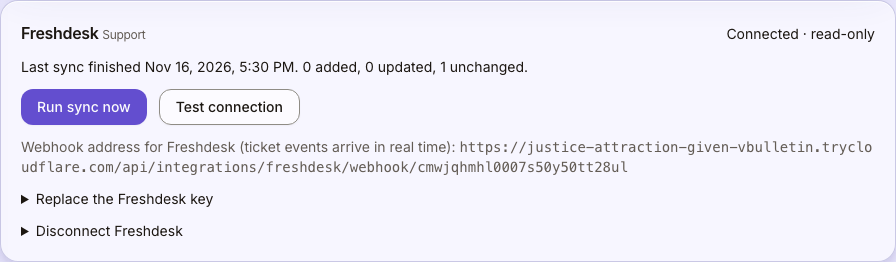 Freshdesk Support
Connected · read-only
Last sync finished Nov 16, 2026, 5:30 PM. 0 added, 0 updated, 1 unchanged.
Run sync now
Test connection
Webhook address for Freshdesk (ticket events arrive in real time): https://justice-attraction-given-vbulletin.tryclo
udflare.com/api/integrations/freshdesk/webhook/cmwjqhmhl0007s50y50tt28ul
Replace the Freshdesk key
Disconnect Freshdesk